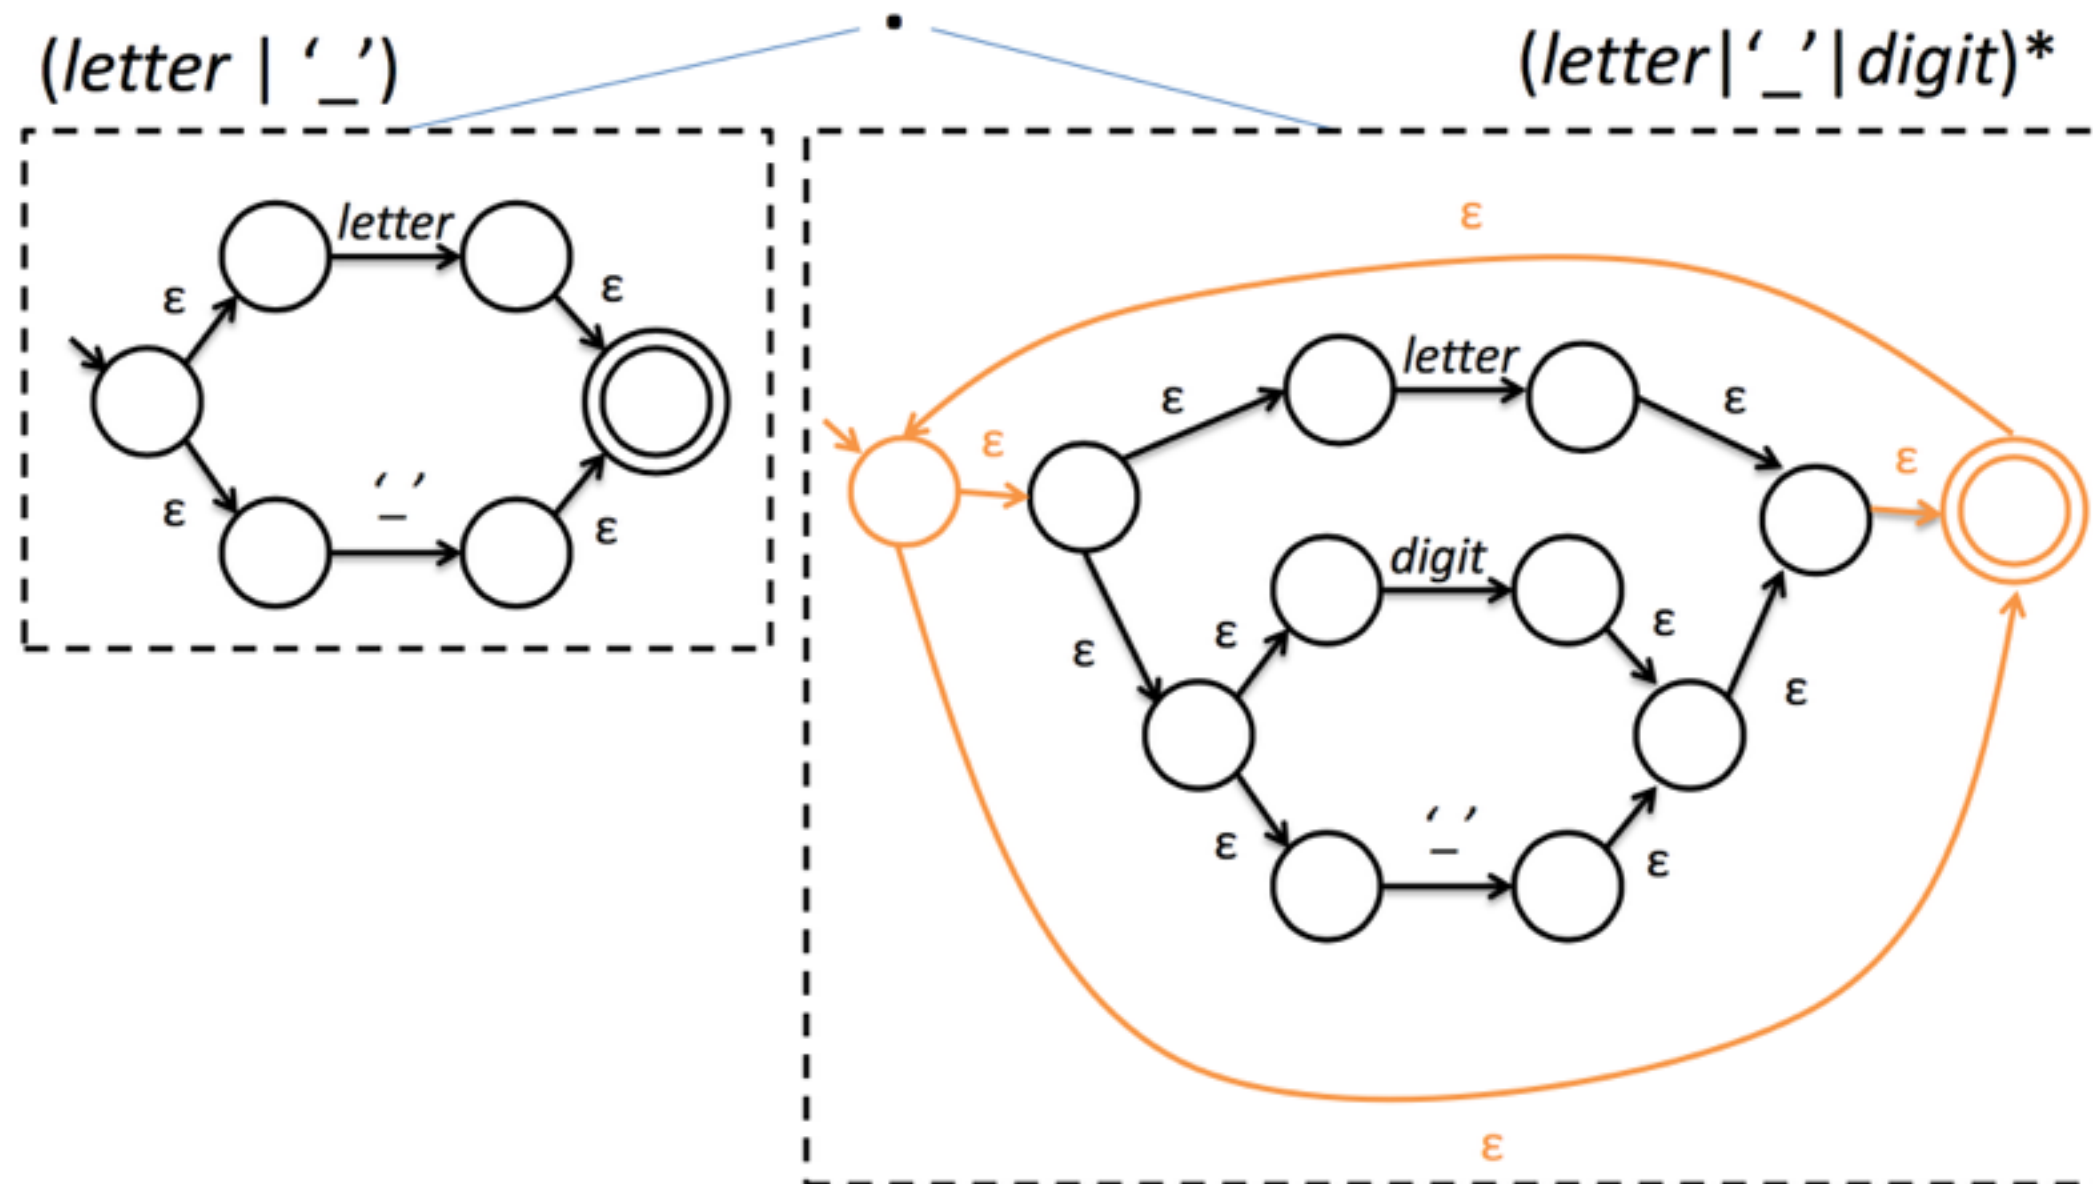 .
(letter | ‘_’)
(letter|‘_’|digit)*
letter
ε
ε
ε
‘_’
ε
ε
letter
ε
ε
ε
ε
digit
ε
ε
ε
ε
‘_’
ε
ε
ε